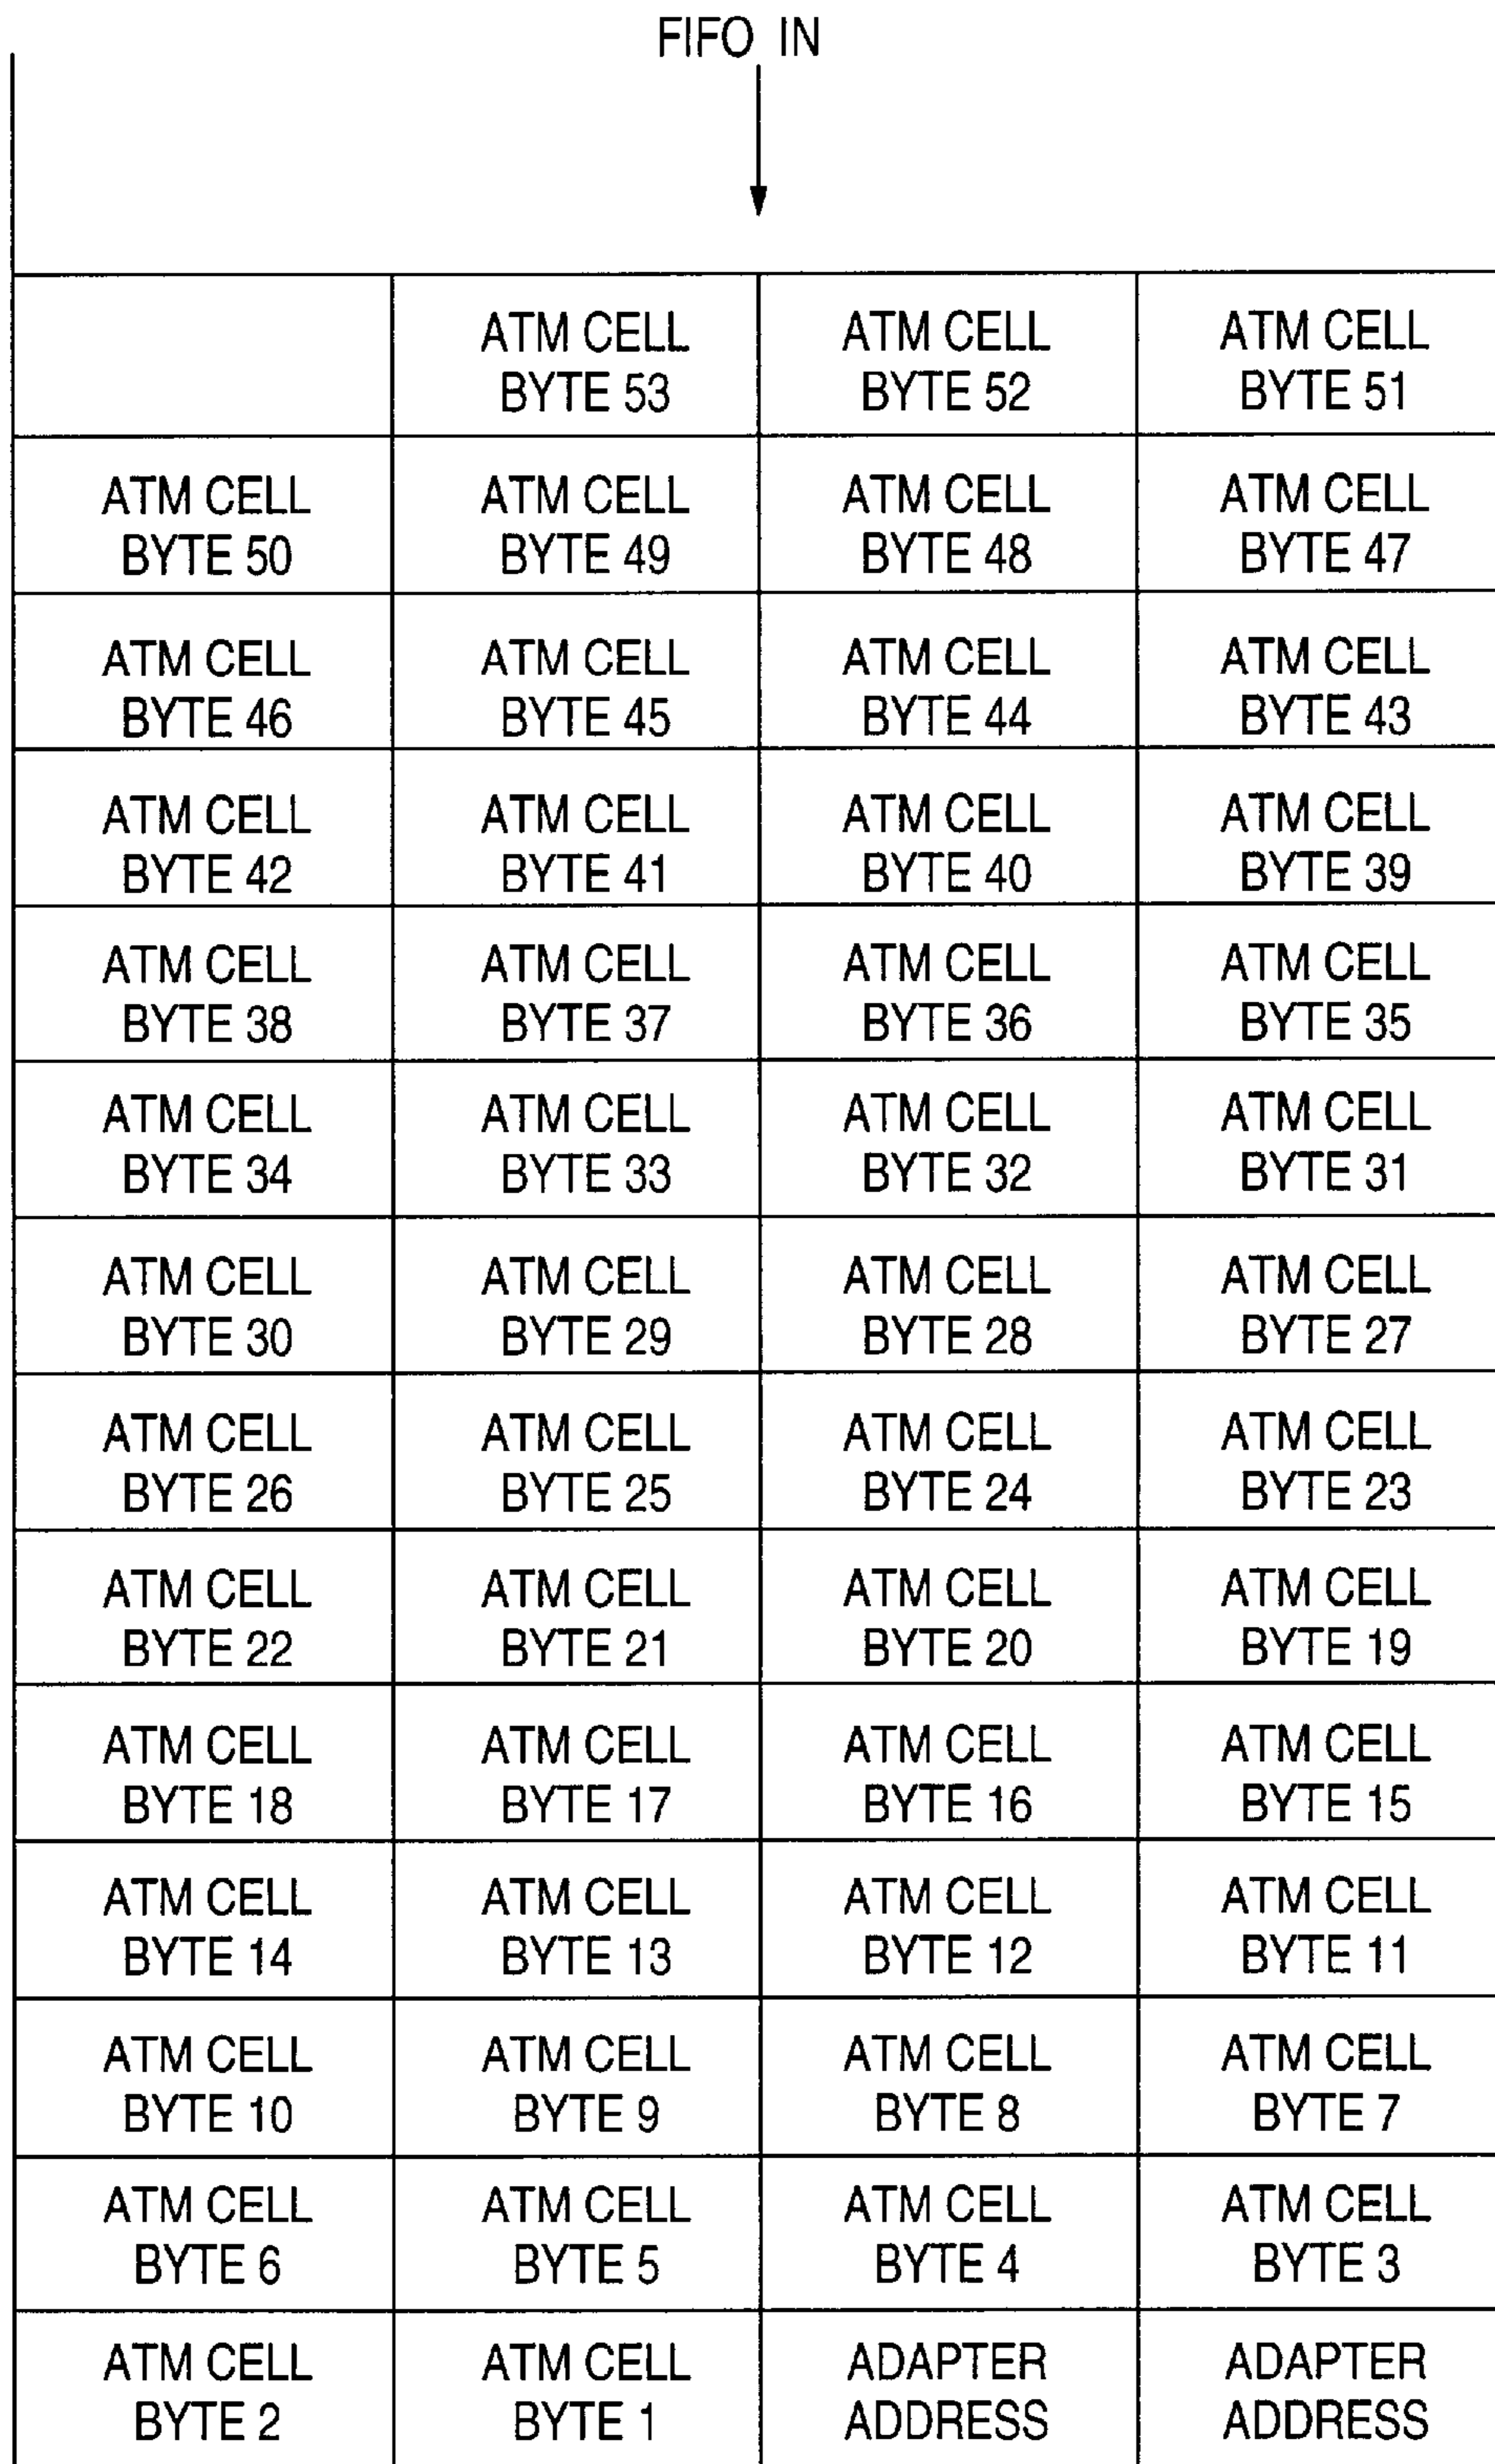 FIFO IN
ATM CELL BYTE 53 ATM CELL BYTE 52 ATM CELL BYTE 51
ATM CELL BYTE 50 ATM CELL BYTE 49 ATM CELL BYTE 48 ATM CELL BYTE 47
ATM CELL BYTE 46 ATM CELL BYTE 45 ATM CELL BYTE 44 ATM CELL BYTE 43
ATM CELL BYTE 42 ATM CELL BYTE 41 ATM CELL BYTE 40 ATM CELL BYTE 39
ATM CELL BYTE 38 ATM CELL BYTE 37 ATM CELL BYTE 36 ATM CELL BYTE 35
ATM CELL BYTE 34 ATM CELL BYTE 33 ATM CELL BYTE 32 ATM CELL BYTE 31
ATM CELL BYTE 30 ATM CELL BYTE 29 ATM CELL BYTE 28 ATM CELL BYTE 27
ATM CELL BYTE 26 ATM CELL BYTE 25 ATM CELL BYTE 24 ATM CELL BYTE 23
ATM CELL BYTE 22 ATM CELL BYTE 21 ATM CELL BYTE 20 ATM CELL BYTE 19
ATM CELL BYTE 18 ATM CELL BYTE 17 ATM CELL BYTE 16 ATM CELL BYTE 15
ATM CELL BYTE 14 ATM CELL BYTE 13 ATM CELL BYTE 12 ATM CELL BYTE 11
ATM CELL BYTE 10 ATM CELL BYTE 9 ATM CELL BYTE 8 ATM CELL BYTE 7
ATM CELL BYTE 6 ATM CELL BYTE 5 ATM CELL BYTE 4 ATM CELL BYTE 3
ATM CELL BYTE 2 ATM CELL BYTE 1 ADAPTER ADDRESS ADAPTER ADDRESS